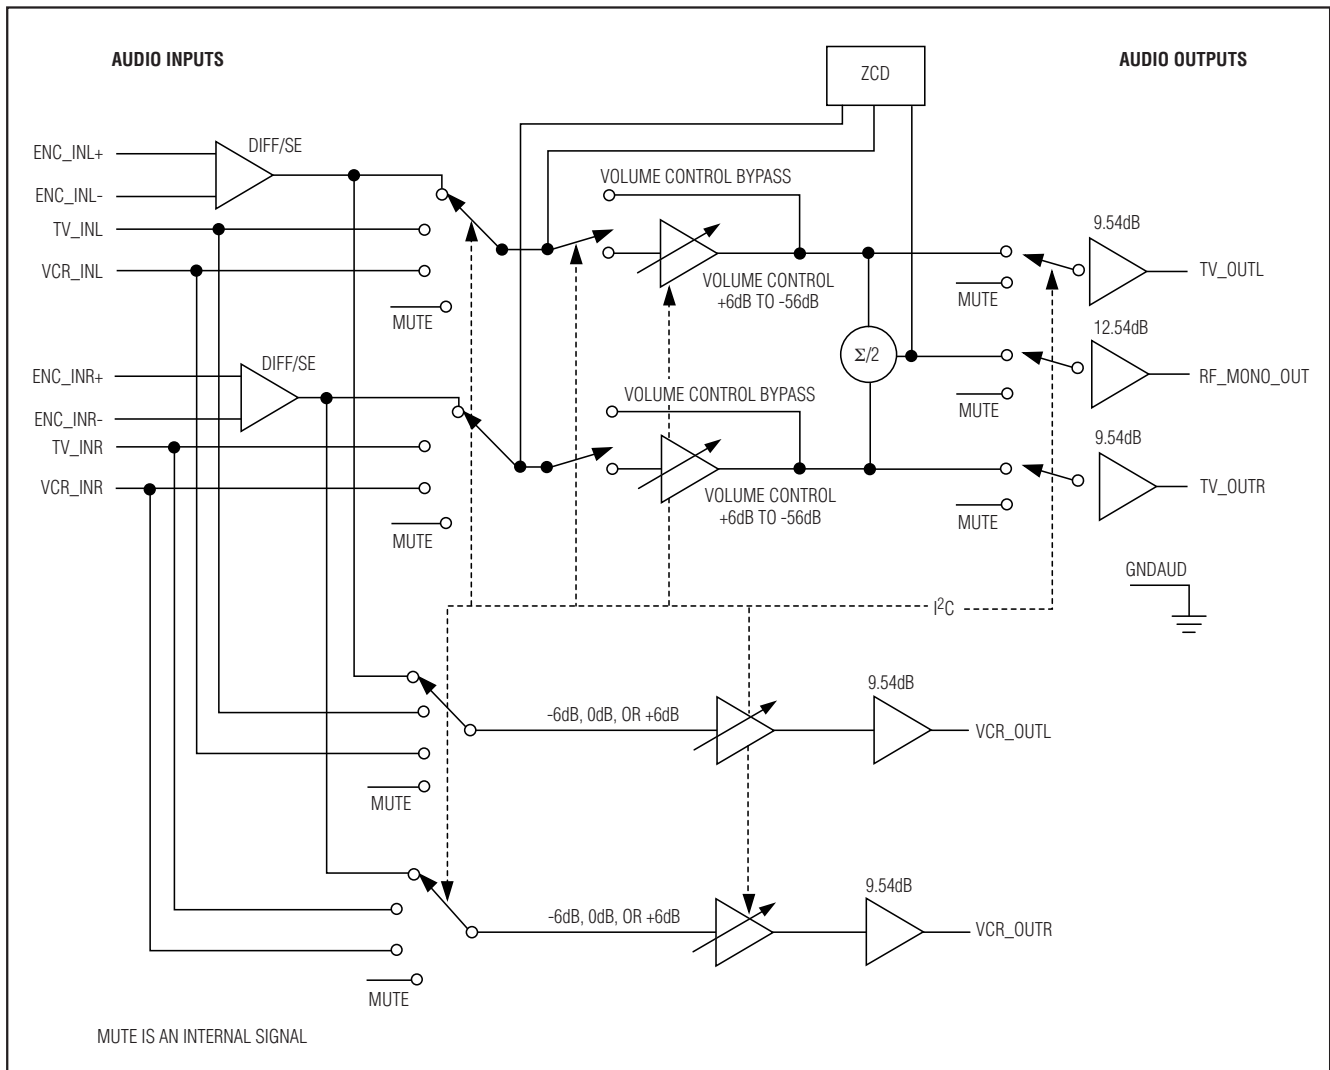 AUDIO INPUTS
AUDIO OUTPUTS
ZCD
ENC_INL+
DIFF/SE
ENC_INL-
VOLUME CONTROL BYPASS
TV_INL
9.54dB
VCR_INL
TV_OUTL
VOLUME CONTROL
+6dB TO -56dB
MUTE
MUTE
12.54dB
Σ/2
DIFF/SE
ENC_INR+
RF_MONO_OUT
VOLUME CONTROL BYPASS
MUTE
ENC_INR-
9.54dB
TV_INR
VCR_INR
TV_OUTR
VOLUME CONTROL
+6dB TO -56dB
MUTE
MUTE
GNDAUD
I²C
9.54dB
-6dB, 0dB, OR +6dB
VCR_OUTL
MUTE
9.54dB
-6dB, 0dB, OR +6dB
VCR_OUTR
MUTE
MUTE IS AN INTERNAL SIGNAL